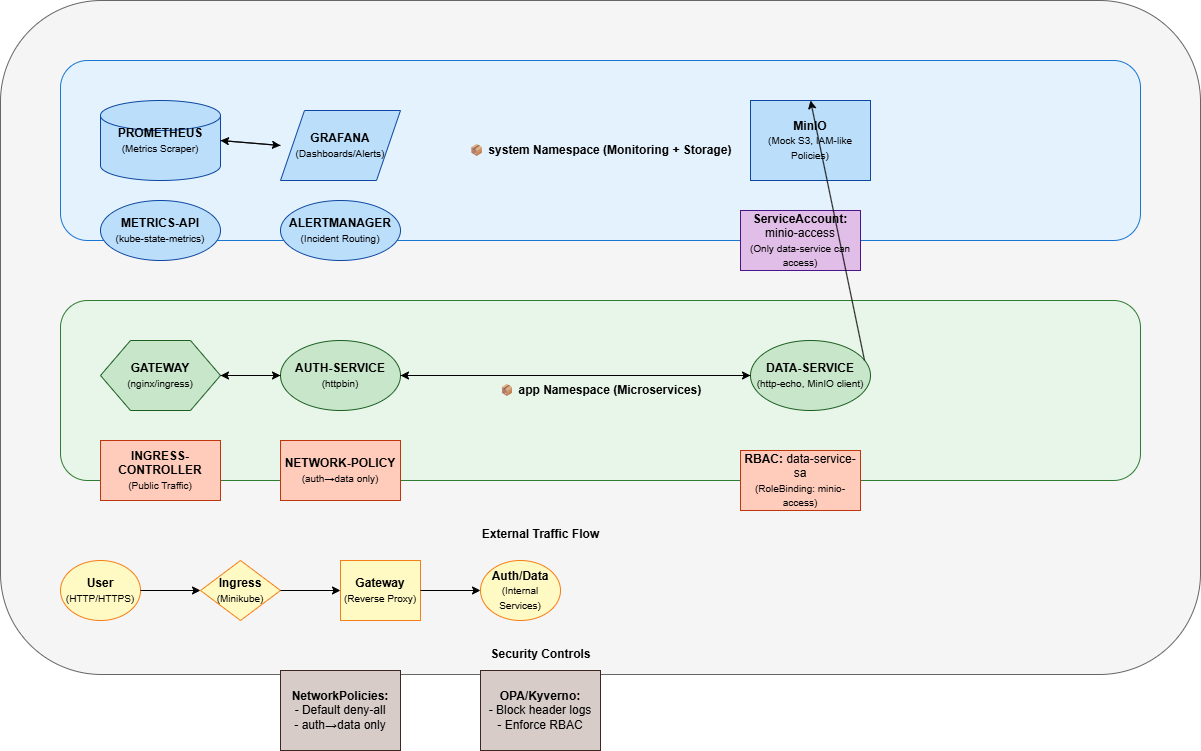 PROMETHEUS
(Metrics Scraper)
GRAFANA
(Dashboards/Alerts)
📦 system Namespace (Monitoring + Storage)
MinIO
(Mock S3, IAM-like
Policies)
METRICS-API
(kube-state-metrics)
ALERTMANAGER
(Incident Routing)
ServiceAccount:
minio-access
(Only data-service can
access)
GATEWAY
(nginx/ingress)
AUTH-SERVICE
(httpbin)
📦 app Namespace (Microservices)
DATA-SERVICE
(http-echo, MinIO client)
INGRESS-
CONTROLLER
(Public Traffic)
NETWORK-POLICY
(auth→data only)
RBAC: data-service-
sa
(RoleBinding: minio-
access)
External Traffic Flow
User
(HTTP/HTTPS)
Ingress
(Minikube)
Gateway
(Reverse Proxy)
Auth/Data
(Internal
Services)
Security Controls
NetworkPolicies:
- Default deny-all
- auth→data only
OPA/Kyverno:
- Block header logs
- Enforce RBAC